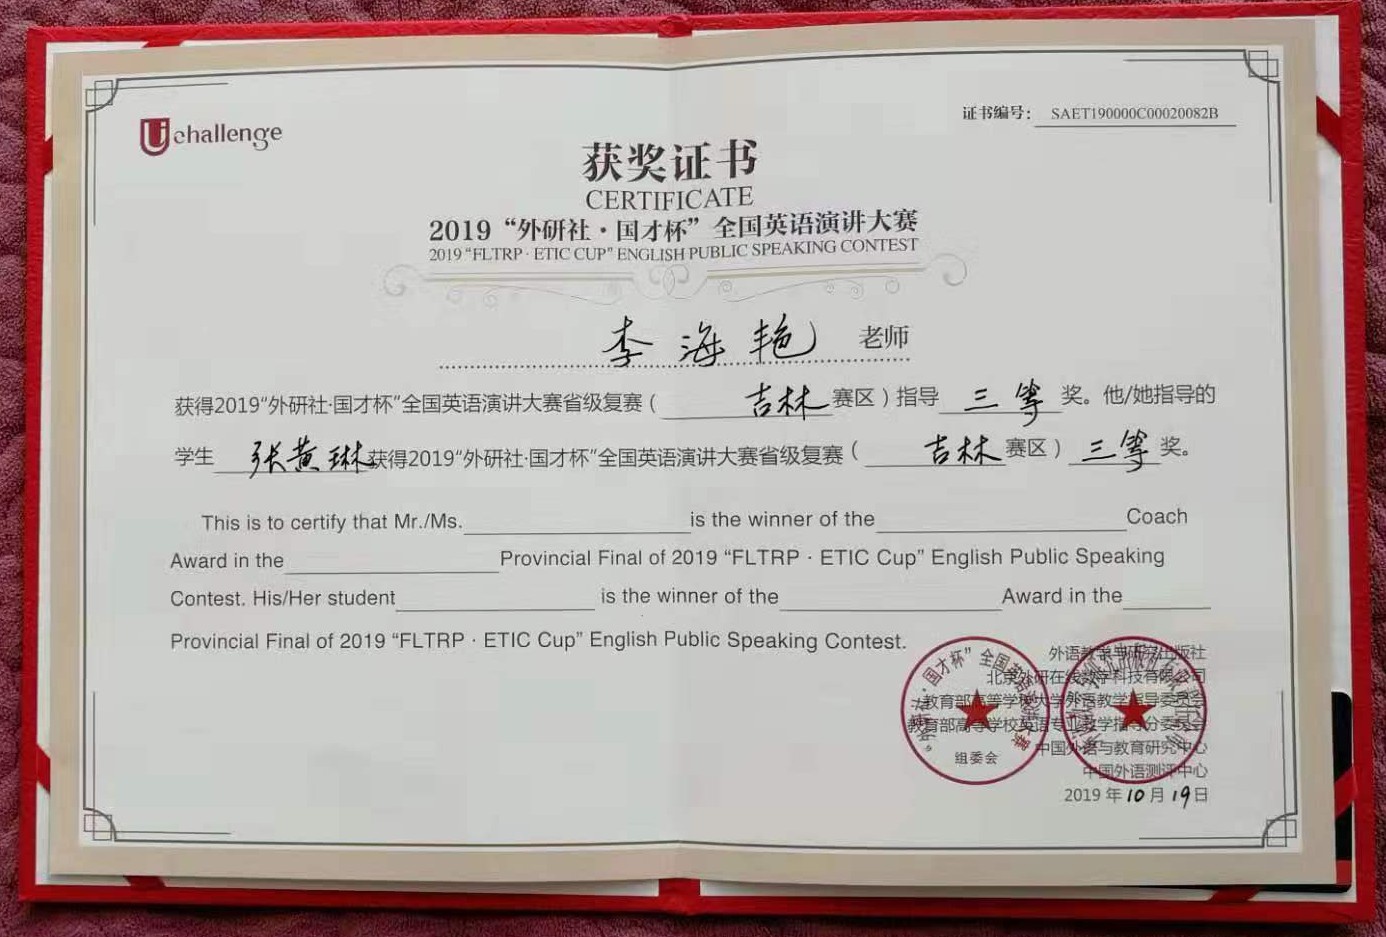 Uchallenge
证书编号: SAET190000C00020082B
获奖证书
CERTIFICATE
2019“外研社·国才杯”全国英语演讲大赛
2019 “FLTRP · ETIC CUP” ENGLISH PUBLIC SPEAKING CONTEST
李海艳 老师
获得2019“外研社·国才杯”全国英语演讲大赛省级复赛（吉林赛区）指导三等奖。他/她指导的
学生张黄琳获得2019“外研社·国才杯”全国英语演讲大赛省级复赛（吉林赛区）三等奖。
This is to certify that Mr./Ms. is the winner of the Coach
Award in the Provincial Final of 2019 “FLTRP · ETIC Cup” English Public Speaking
Contest. His/Her student is the winner of the Award in the
Provincial Final of 2019 “FLTRP · ETIC Cup” English Public Speaking Contest.
外语教学与研究出版社
北京外研在线数字科技有限公司
教育部高等学校大学外语教学指导委员会
教育部高等学校英语专业教学指导分委员会
中国外语与教育研究中心
中国外语测评中心
组委会
2019 年 10 月 19 日